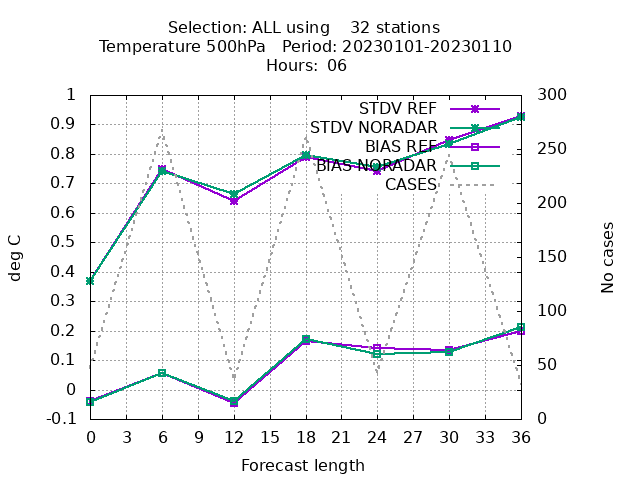 Selection: ALL using    32 stations
Temperature 500hPa   Period: 20230101-20230110
Hours:  06
STDV REF
STDV NORADAR
BIAS REF
BIAS NORADAR
CASES
1
0.9
0.8
0.7
0.6
0.5
0.4
0.3
0.2
0.1
0
-0.1
deg C
300
250
200
150
100
50
0
No cases
0 3 6 9 12 15 18 21 24 27 30 33 36
Forecast length